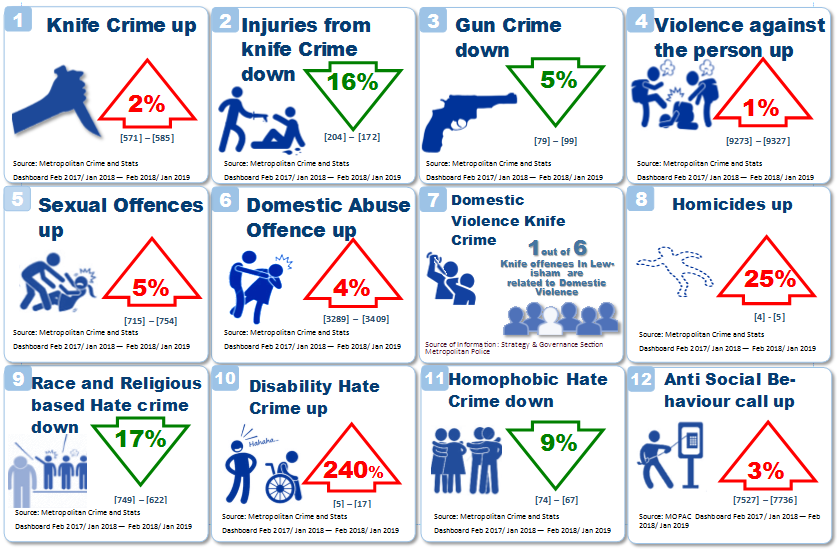 1
Knife Crime up
2%
[571] – [585]
Source: Metropolitan Crime and Stats
Dashboard Feb 2017/ Jan 2018 — Feb 2018/ Jan 2019
2
Injuries from
knife Crime
down
16%
[204] – [172]
Source: Metropolitan Crime and Stats
Dashboard Feb 2017/ Jan 2018 — Feb 2018/ Jan 2019
3
Gun Crime
down
5%
[79] – [99]
Source: Metropolitan Crime and Stats
Dashboard Feb 2017/ Jan 2018 — Feb 2018/ Jan 2019
4
Violence against
the person up
1%
[9273] – [9327]
Source: Metropolitan Crime and Stats
Dashboard Feb 2017/ Jan 2018 — Feb 2018/ Jan 2019
5
Sexual Offences
up
5%
[715] – [754]
Source: Metropolitan Crime and Stats
Dashboard Feb 2017/ Jan 2018 — Feb 2018/ Jan 2019
6
Domestic Abuse
Offence up
4%
[3289] – [3409]
Source: Metropolitan Crime and Stats
Dashboard Feb 2017/ Jan 2018 — Feb 2018/ Jan 2019
7
Domestic
Violence Knife
Crime
1 out of 6
Knife offences In Lew-
isham are
related to Domestic
Violence
Source of Information: Strategy & Governance Section
Metropolitan Police
8
Homicides up
25%
[4] - [5]
Source: Metropolitan Crime and Stats
Dashboard Feb 2017/ Jan 2018 — Feb 2018/ Jan 2019
9
Race and Religious
based Hate crime
down
17%
[749] – [622]
Source: Metropolitan Crime and Stats
Dashboard Feb 2017/ Jan 2018 — Feb 2018/ Jan 2019
10
Disability Hate
Crime up
Hahaha...
240%
[5] – [17]
Source: Metropolitan Crime and Stats
Dashboard Feb 2017/ Jan 2018 — Feb 2018/ Jan 2019
11
Homophobic Hate
Crime down
9%
[74] – [67]
Source: Metropolitan Crime and Stats
Dashboard Feb 2017/ Jan 2018 — Feb 2018/ Jan 2019
12
Anti Social Be-
haviour call up
3%
[7527] – [7736]
Source: MOPAC Dashboard Feb 2017/ Jan 2018 — Feb
2018/ Jan 2019